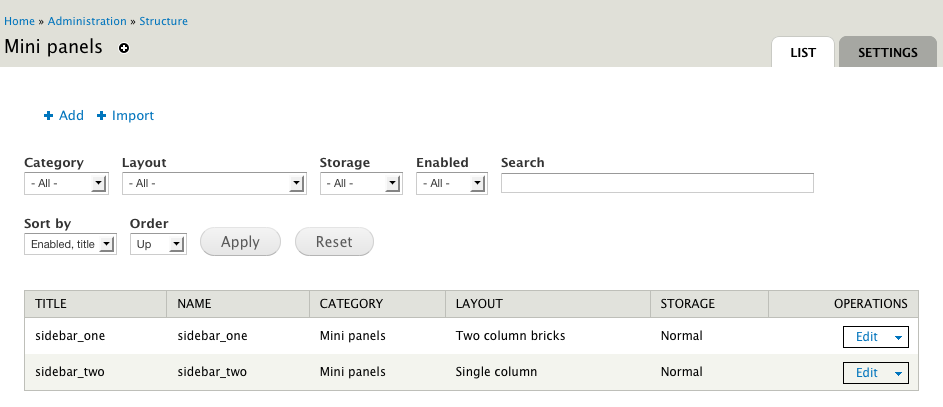 Home » Administration » Structure
Mini panels
LIST SETTINGS
Add Import
Category Layout Storage Enabled Search
- All - - All - - All - - All -
Sort by Order
Enabled, title Up Apply Reset
TITLE NAME CATEGORY LAYOUT STORAGE OPERATIONS
sidebar_one sidebar_one Mini panels Two column bricks Normal Edit
sidebar_two sidebar_two Mini panels Single column Normal Edit